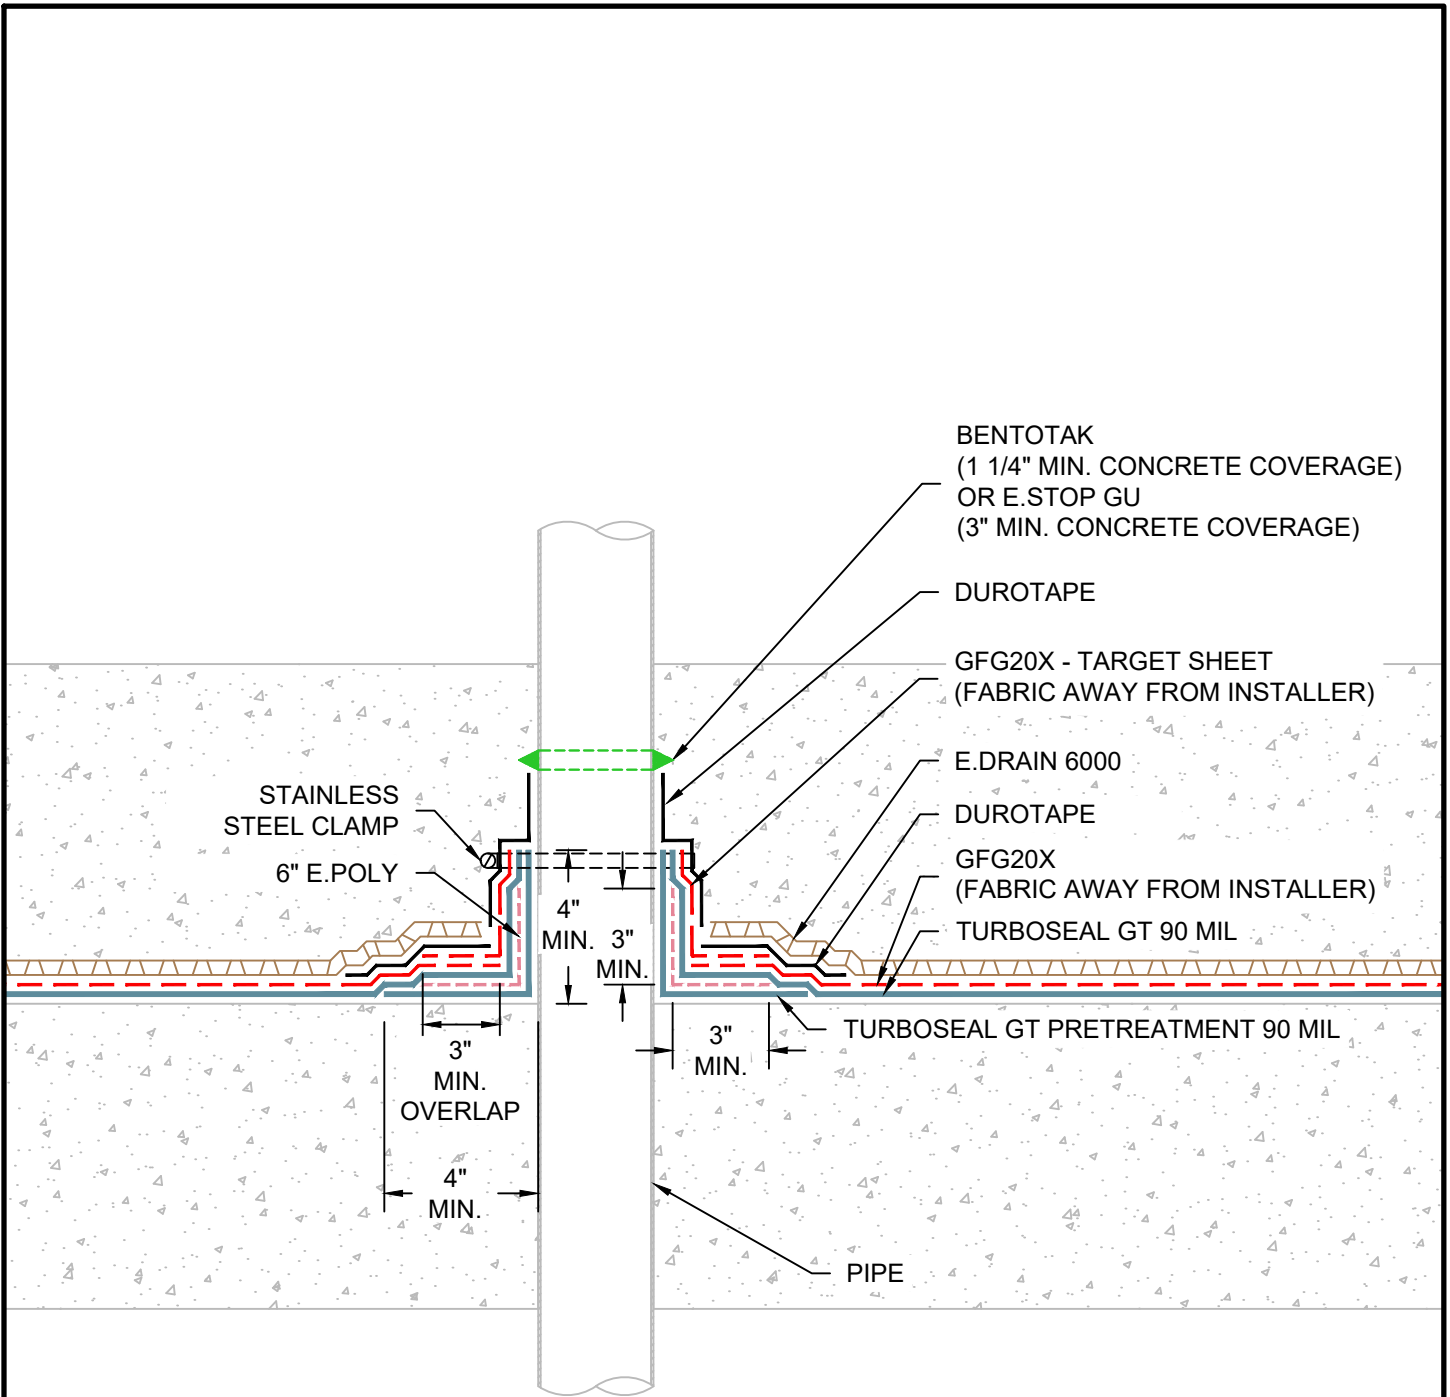 BENTOTAK
(1 1/4" MIN. CONCRETE COVERAGE)
OR E.STOP GU
(3" MIN. CONCRETE COVERAGE)
DUROTAPE
GFG20X - TARGET SHEET
(FABRIC AWAY FROM INSTALLER)
E.DRAIN 6000
DUROTAPE
GFG20X
(FABRIC AWAY FROM INSTALLER)
TURBOSEAL GT 90 MIL
TURBOSEAL GT PRETREATMENT 90 MIL
STAINLESS
STEEL CLAMP
6" E.POLY
4"
MIN.
3"
MIN.
3"
MIN.
OVERLAP
3"
MIN.
4"
MIN.
PIPE